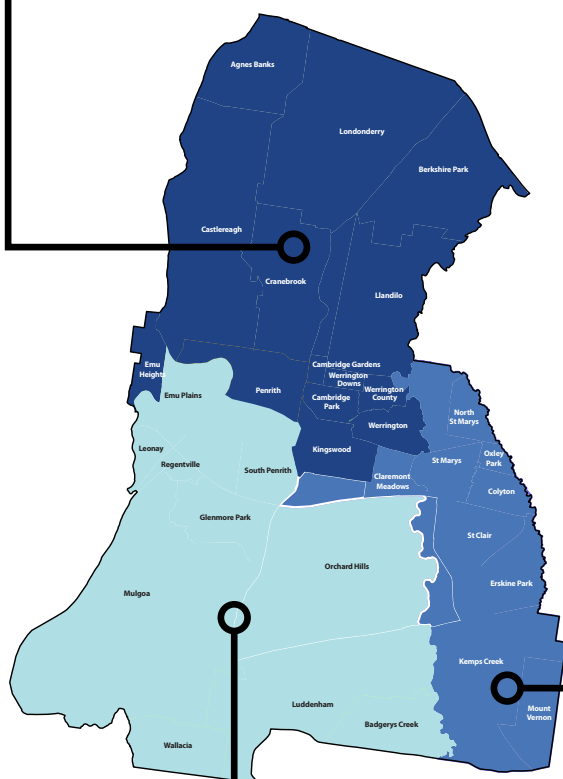 Agnes Banks
Londonderry
Berkshire Park
Castlereagh
Cranebrook
Llandilo
Emu
Heights
Emu Plains
Penrith
Cambridge Gardens
Werrington
Downs
Cambridge
Park
Werrington
County
Werrington
Kingswood
North
St Marys
St Marys
Oxley
Park
Claremont
Meadows
Colyton
Leonay
Regentville
South Penrith
Glenmore Park
St Clair
Orchard Hills
Erskine Park
Mulgoa
Kemps Creek
Mount
Vernon
Luddenham
Badgerys Creek
Wallacia